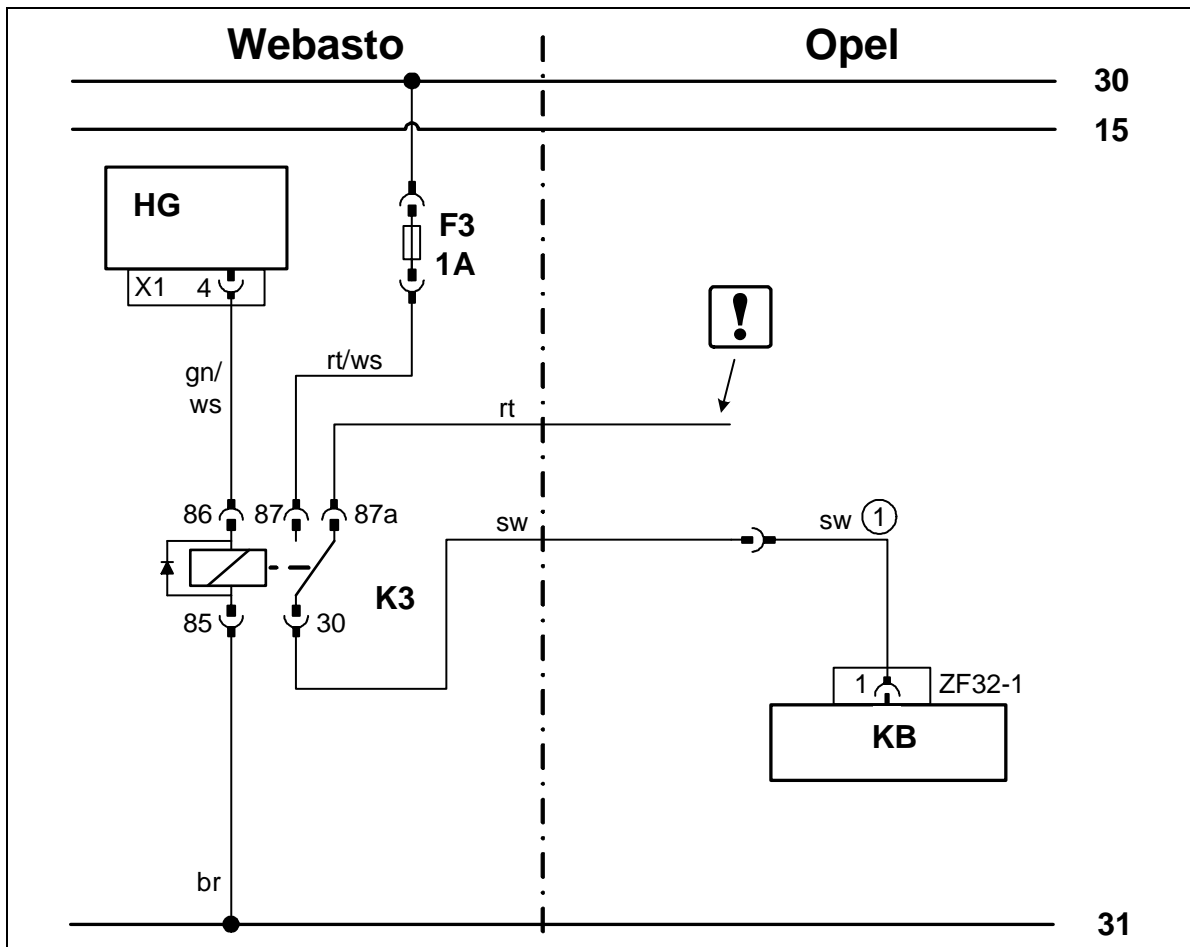 Webasto
Opel
30
15
HG
F3
1A
X1 4
!
gn/
ws
rt/ws
rt
86 87 87a
sw
sw 1
K3
85 30
1 ZF32-1
KB
br
31